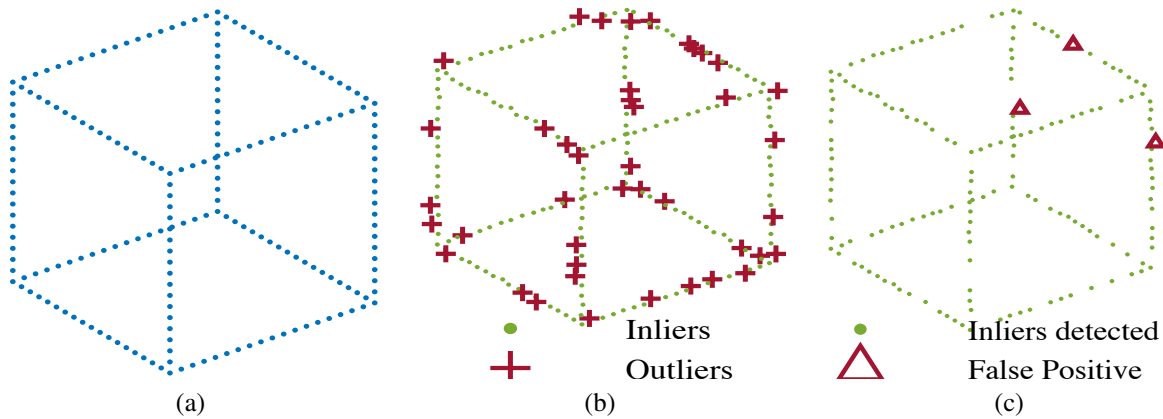 Inliers
Outliers
Inliers detected
False Positive
(a)
(b)
(c)